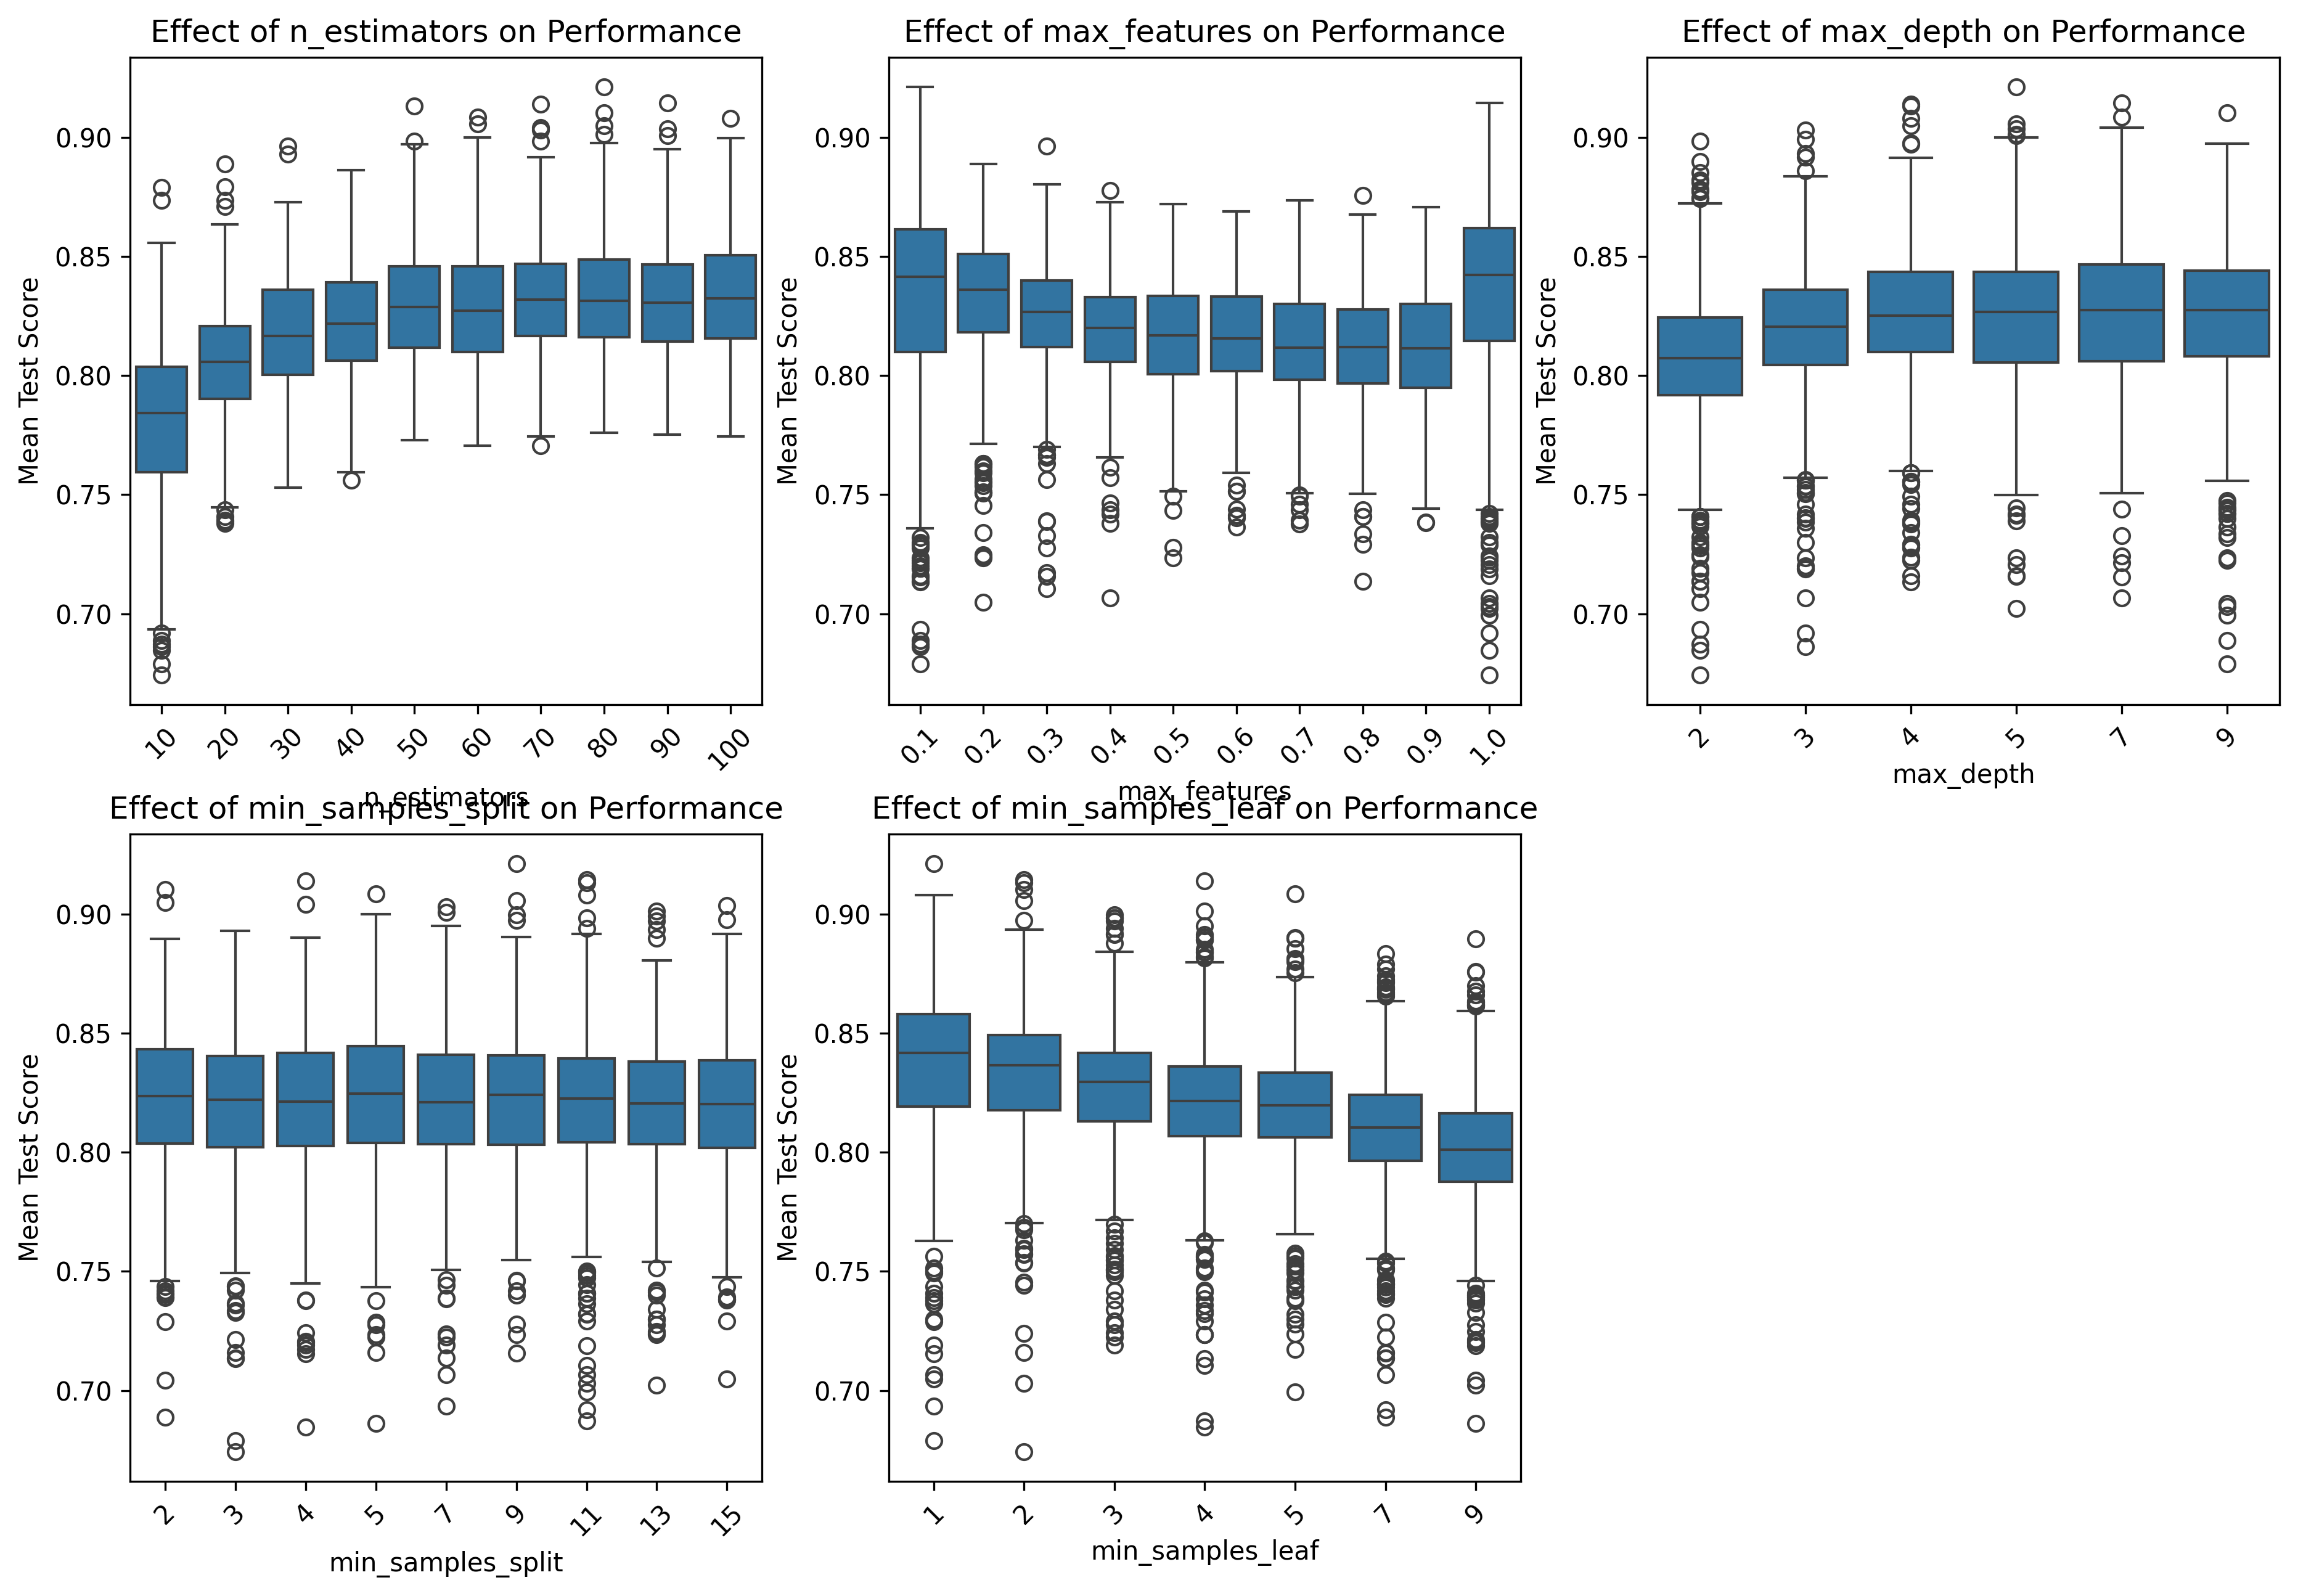 Effect of n_estimators on Performance
Mean Test Score
0.90
0.85
0.80
0.75
0.70
10 20 30 40 50 60 70 80 90 100
n_estimators
Effect of max_features on Performance
Mean Test Score
0.90
0.85
0.80
0.75
0.70
0.1 0.2 0.3 0.4 0.5 0.6 0.7 0.8 0.9 1.0
max_features
Effect of max_depth on Performance
Mean Test Score
0.90
0.85
0.80
0.75
0.70
2 3 4 5 7 9
max_depth
Effect of min_samples_split on Performance
Mean Test Score
0.90
0.85
0.80
0.75
0.70
2 3 4 5 7 9 11 13 15
min_samples_split
Effect of min_samples_leaf on Performance
Mean Test Score
0.90
0.85
0.80
0.75
0.70
1 2 3 4 5 7 9
min_samples_leaf